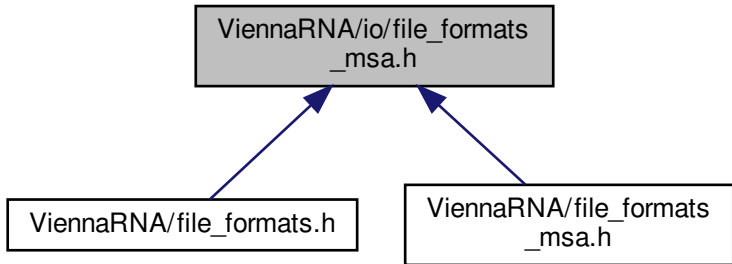 ViennaRNA/io/file_formats
_msa.h
ViennaRNA/file_formats.h
ViennaRNA/file_formats
_msa.h